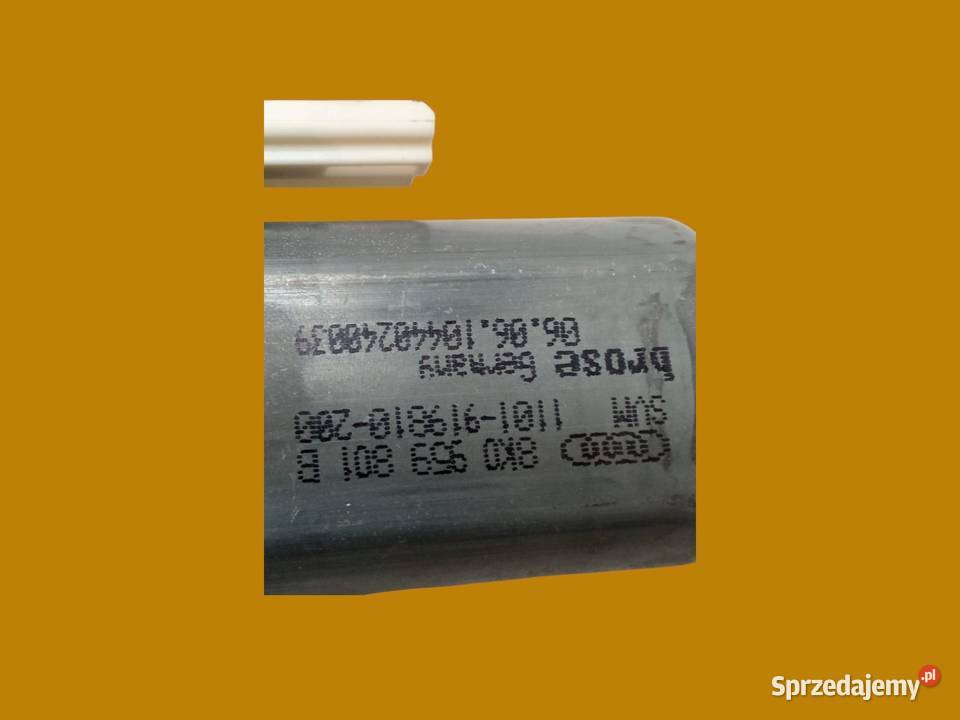 8K0 959 801 B
SUM 1101-919810-200
brose Germany
06.06.10440240039
Sprzedajemy.pl